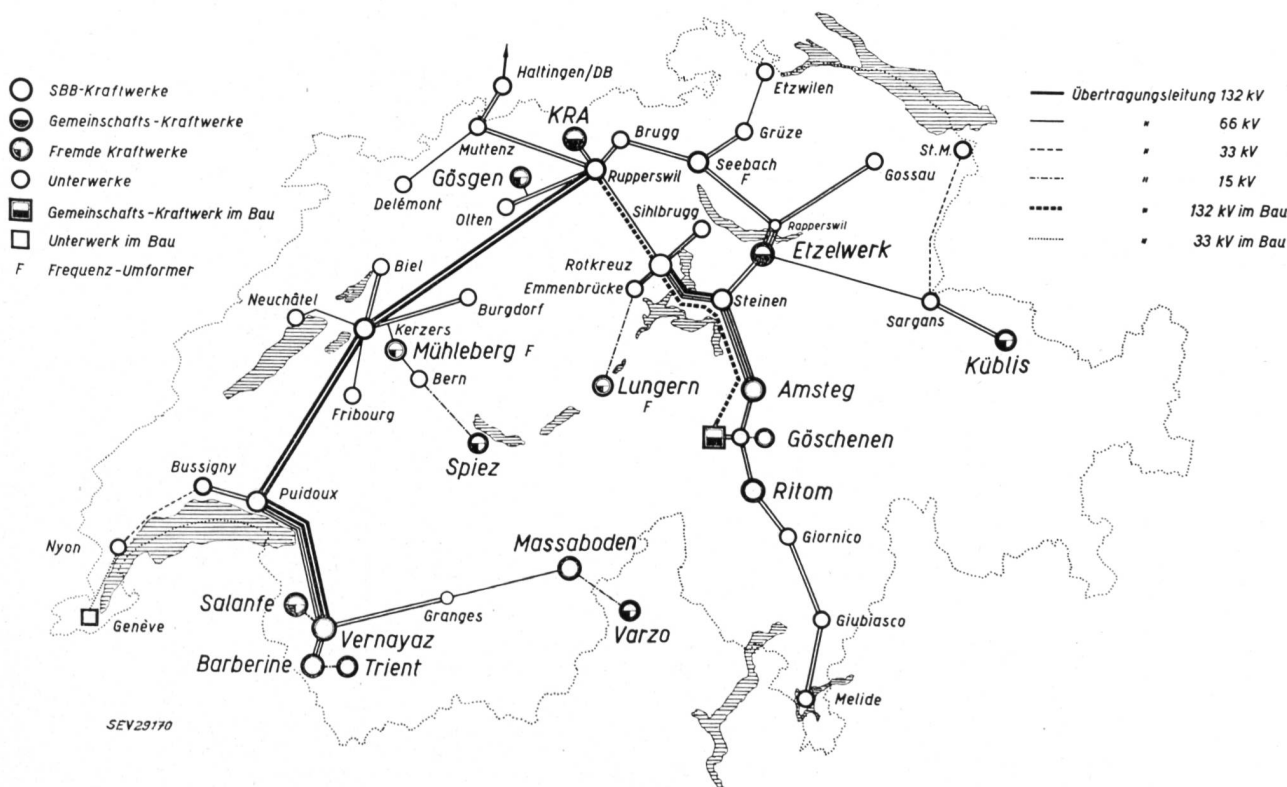 SBB-Kraftwerke
Gemeinschafts-Kraftwerke
Fremde Kraftwerke
Unterwerke
Gemeinschafts-Kraftwerk im Bau
Unterwerk im Bau
F Frequenz-Umformer
Übertragungsleitung 132 kV
" 66 kV
" 33 kV
" 15 kV
" 132 kV im Bau
" 33 kV im Bau
Haltingen/DB
Etzwilen
KRA
Brugg
Grüze
Muttenz
Seebach
F
St.M.
Gossau
Gösgen
Rupperswil
Delémont
Olten
Sihlbrugg
Rapperswil
Etzelwerk
Biel
Rotkreuz
Emmenbrücke
Neuchâtel
Burgdorf
Steinen
Sargans
Kerzers
Mühleberg F
Küblis
Bern
Lungern
F
Amsteg
Fribourg
Göschenen
Spiez
Bussigny
Puidoux
Ritom
Nyon
Giornico
Massaboden
Salanfe
Granges
Genève
Varzo
Giubiasco
Vernayaz
Barberine
Trient
Melide
SEV29170